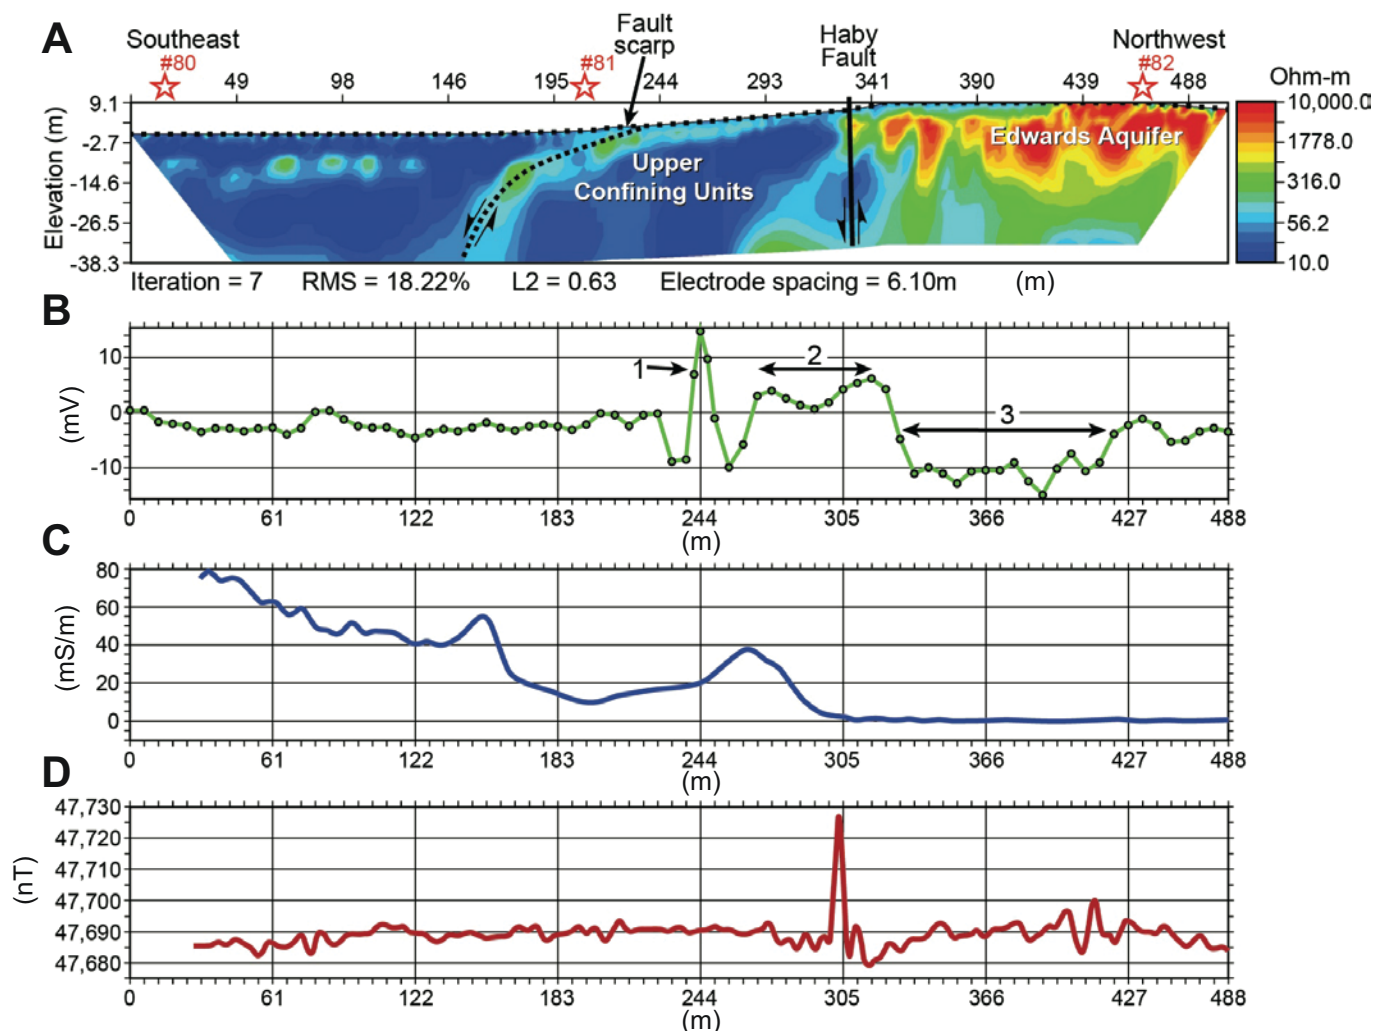 A
Southeast
Fault
scarp
Haby
Fault
Northwest
#80
#81
#82
49 98 146 195 244 293 341 390 439 488
Ohm-m
Elevation (m)
9.1
-2.7
-14.6
-26.5
-38.3
Upper
Confining Units
Edwards Aquifer
10,000.0
1778.0
316.0
56.2
10.0
Iteration = 7 RMS = 18.22% L2 = 0.63 Electrode spacing = 6.10m (m)
B
(mV)
10
0
-10
1
2
3
0 61 122 183 244 305 366 427 488
(m)
C
(mS/m)
80
60
40
20
0
0 61 122 183 244 305 366 427 488
(m)
D
(nT)
47,730
47,720
47,710
47,700
47,690
47,680
0 61 122 183 244 305 366 427 488
(m)